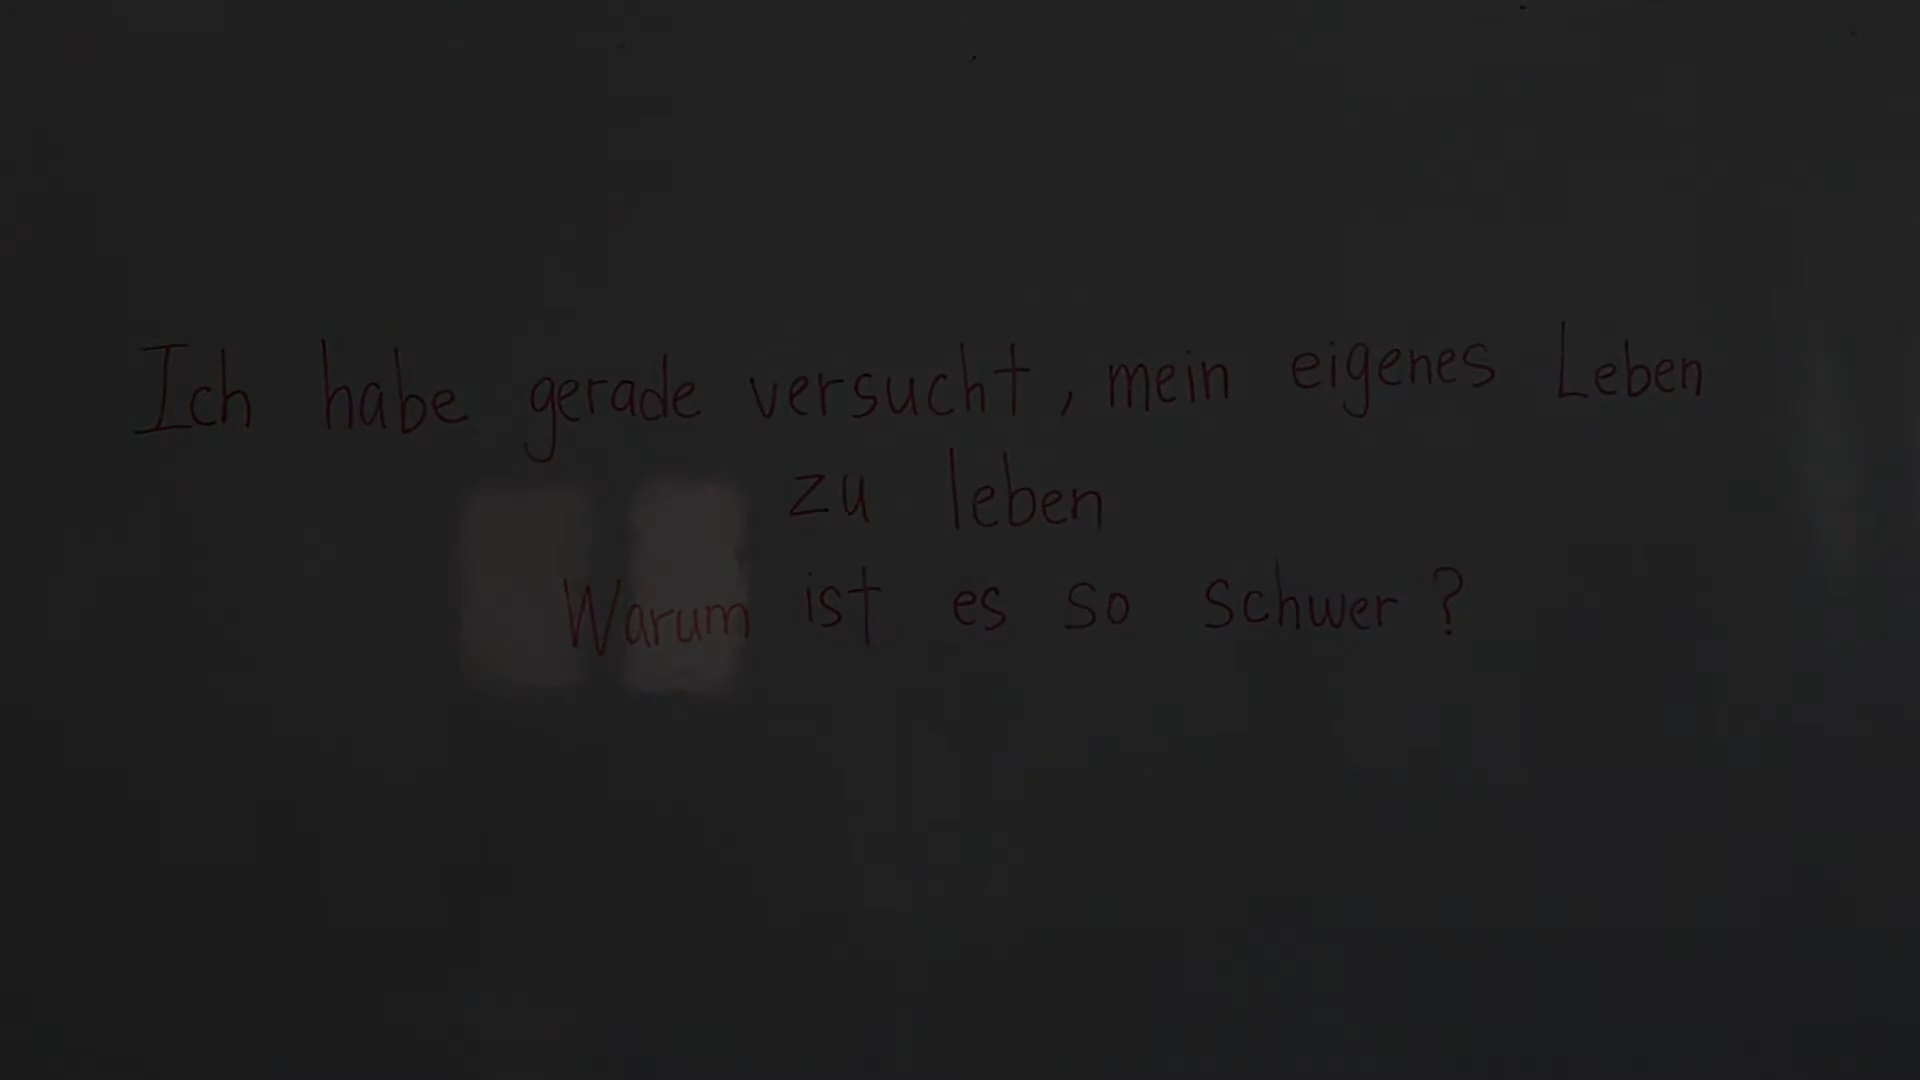 Ich habe gerade versucht, mein eigenes Leben
zu leben
Warum ist es so schwer?